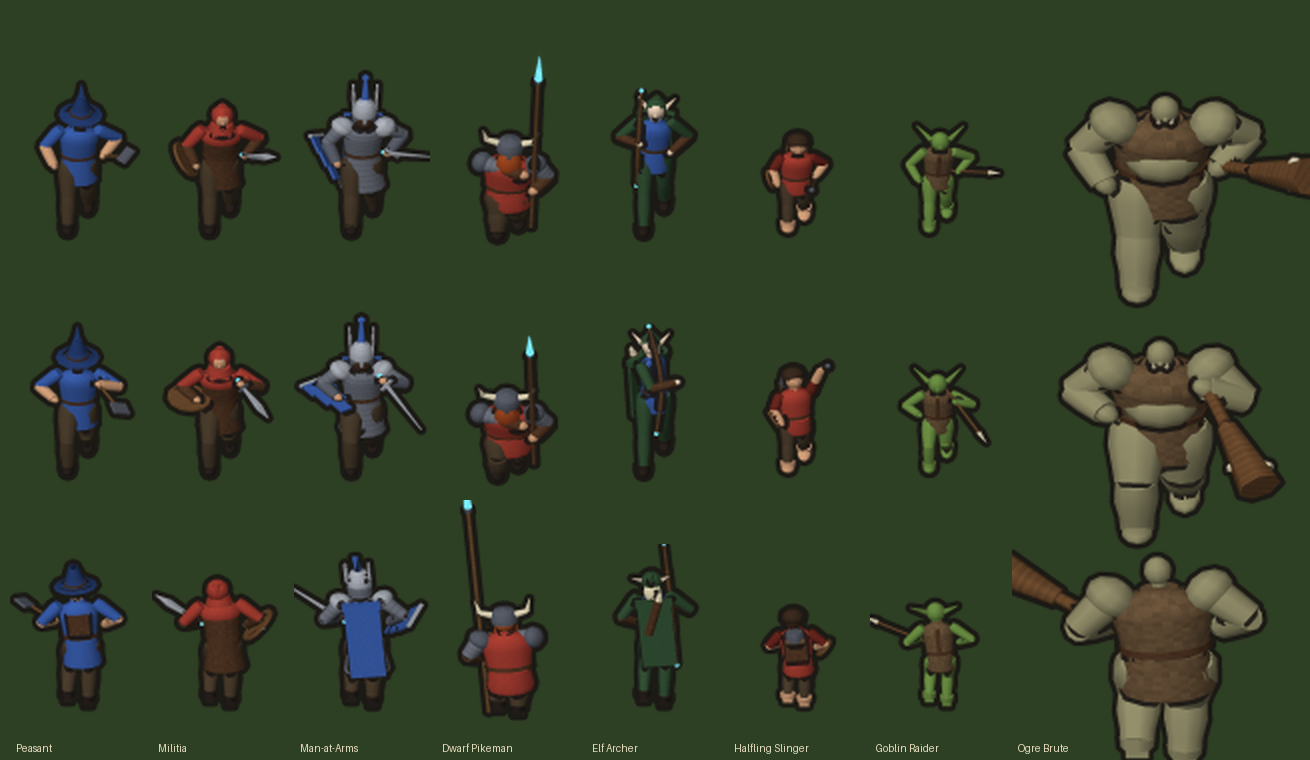 Peasant
Militia
Man-at-Arms
Dwarf Pikeman
Elf Archer
Halfling Slinger
Goblin Raider
Ogre Brute